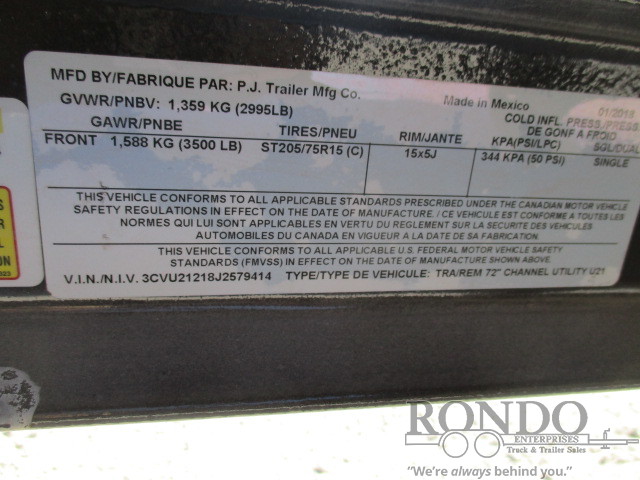 MFD BY/FABRIQUE PAR: P.J. Trailer Mfg Co.
Made in Mexico
01/2018
GVWR/PNBV: 1,359 KG (2995LB)
COLD INFL. PRESS./PRESS
DE GONF A FROID
GAWR/PNBE TIRES/PNEU RIM/JANTE KPA(PSI/LPC) SGL/DUAL
FRONT 1,588 KG (3500 LB) ST205/75R15 (C) 15x5J 344 KPA (50 PSI) SINGLE
THIS VEHICLE CONFORMS TO ALL APPLICABLE STANDARDS PRESCRIBED UNDER THE CANADIAN MOTOR VEHICLE
SAFETY REGULATIONS IN EFFECT ON THE DATE OF MANUFACTURE. / CE VEHICULE EST CONFORME A TOUTES LES
NORMES QUI LUI SONT APPLICABLES EN VERTU DU REGLEMENT SUR LA SECURITE DES VEHICULES
AUTOMOBILES DU CANADA EN VIGUEUR A LA DATE DE SA FABRICATION.
THIS VEHICLE CONFORMS TO ALL APPLICABLE U.S. FEDERAL MOTOR VEHICLE SAFETY
STANDARDS (FMVSS) IN EFFECT ON THE DATE OF MANUFACTURE SHOWN ABOVE.
V.I.N./N.I.V. 3CVU21218J2579414 TYPE/TYPE DE VEHICULE: TRA/REM 72" CHANNEL UTILITY U21
RONDO
ENTERPRISES
Truck & Trailer Sales
"We're always behind you."